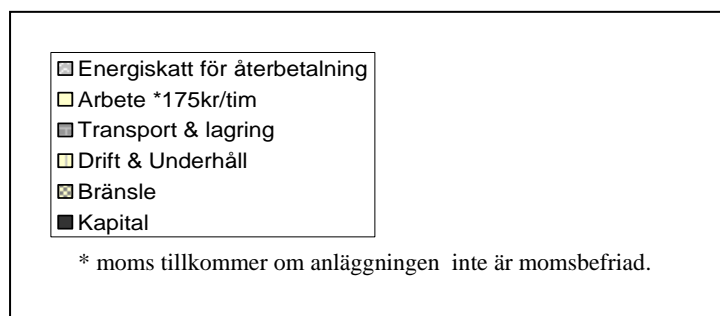 Energiskatt för återbetalning
Arbete *175kr/tim
Transport & lagring
Drift & Underhåll
Bränsle
Kapital
* moms tillkommer om anläggningen inte är momsbefriad.